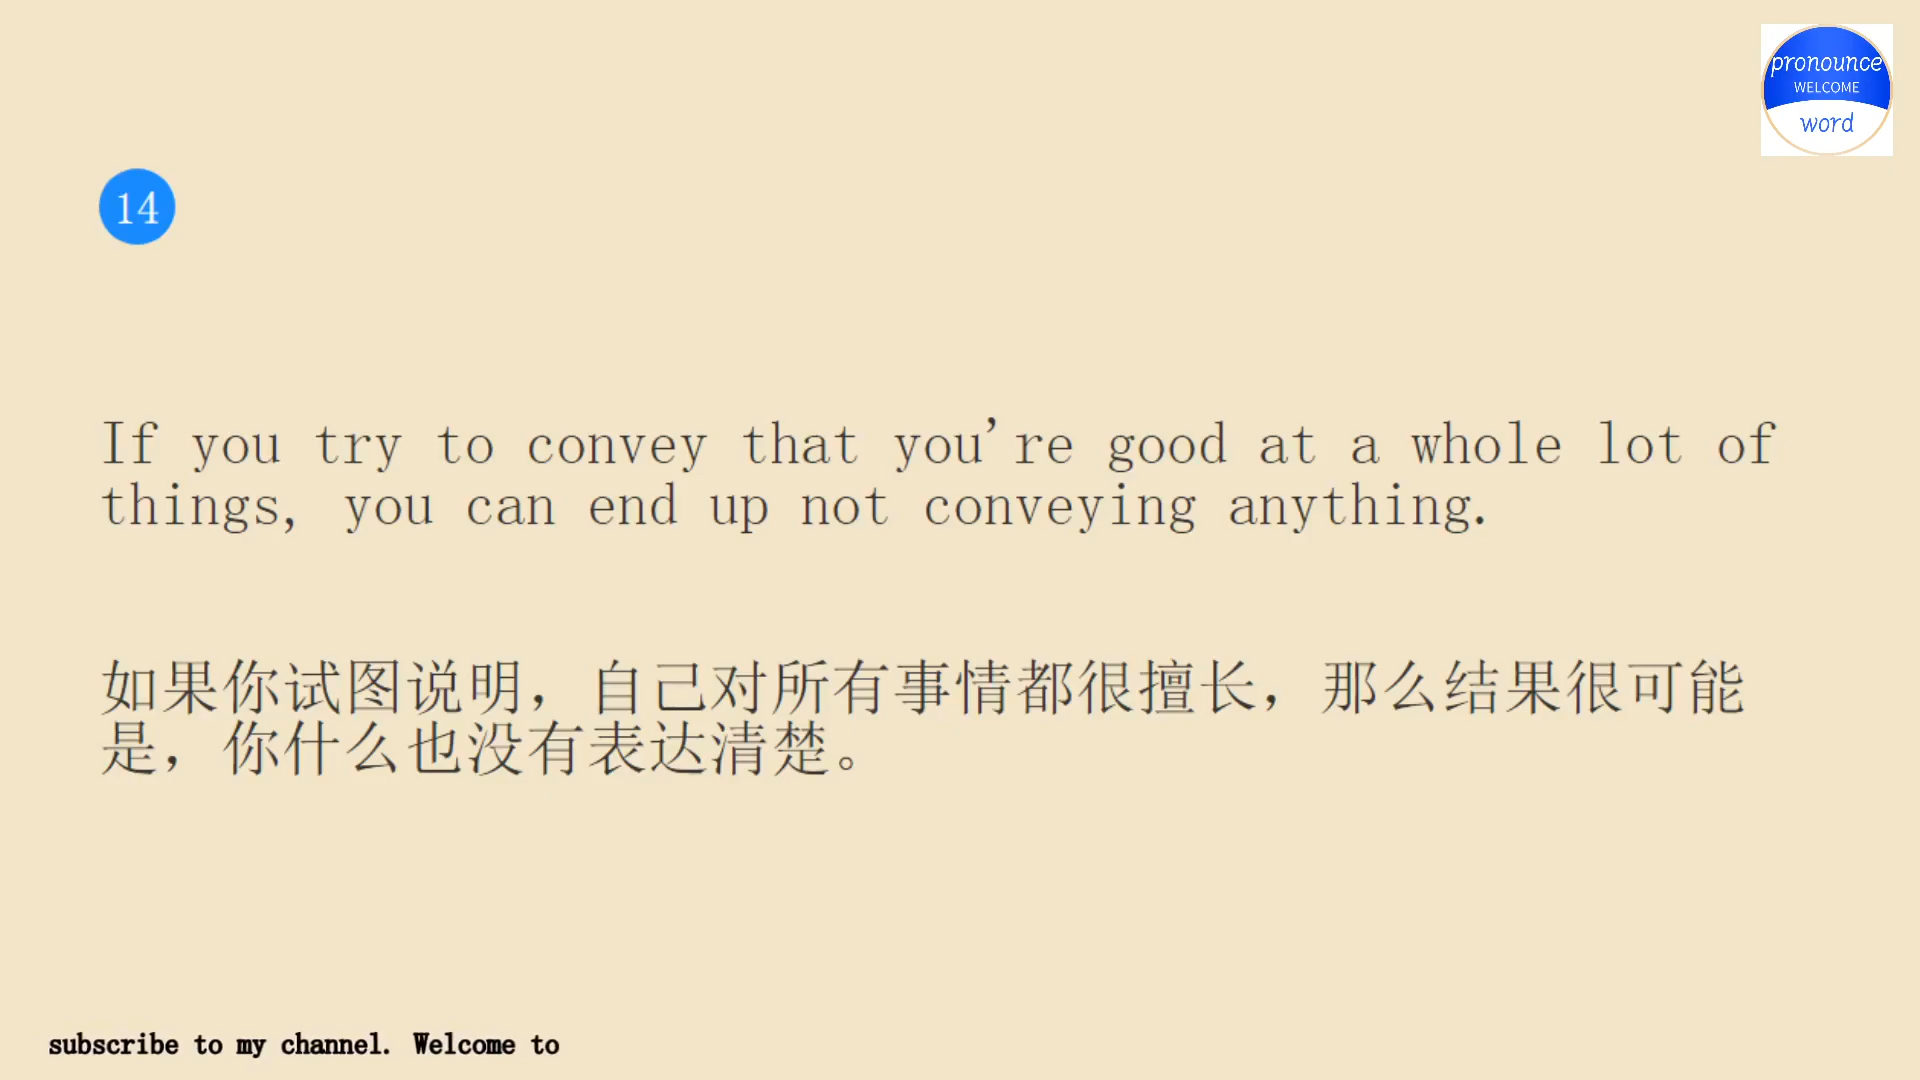 pronounce
WELCOME
word
14
If you try to convey that you're good at a whole lot of
things, you can end up not conveying anything.
如果你试图说明，自己对所有事情都很擅长，那么结果很可能
是，你什么也没有表达清楚。
subscribe to my channel. Welcome to